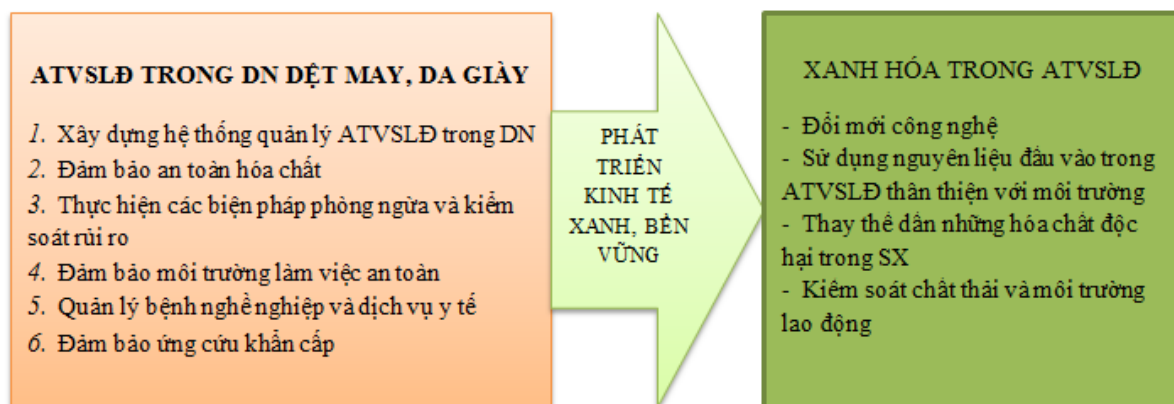 ATVSLĐ TRONG DN DỆT MAY, DA GIÀY
1. Xây dựng hệ thống quản lý ATVSLĐ trong DN
2. Đảm bảo an toàn hóa chất
3. Thực hiện các biện pháp phòng ngừa và kiểm
soát rủi ro
4. Đảm bảo môi trường làm việc an toàn
5. Quản lý bệnh nghề nghiệp và dịch vụ y tế
6. Đảm bảo ứng cứu khẩn cấp
PHÁT
TRIỂN
KINH TẾ
XANH, BỀN
VỮNG
XANH HÓA TRONG ATVSLĐ
- Đổi mới công nghệ
- Sử dụng nguyên liệu đầu vào trong
ATVSLĐ thân thiện với môi trường
- Thay thế dần những hóa chất độc
hại trong SX
- Kiểm soát chất thải và môi trường
lao động